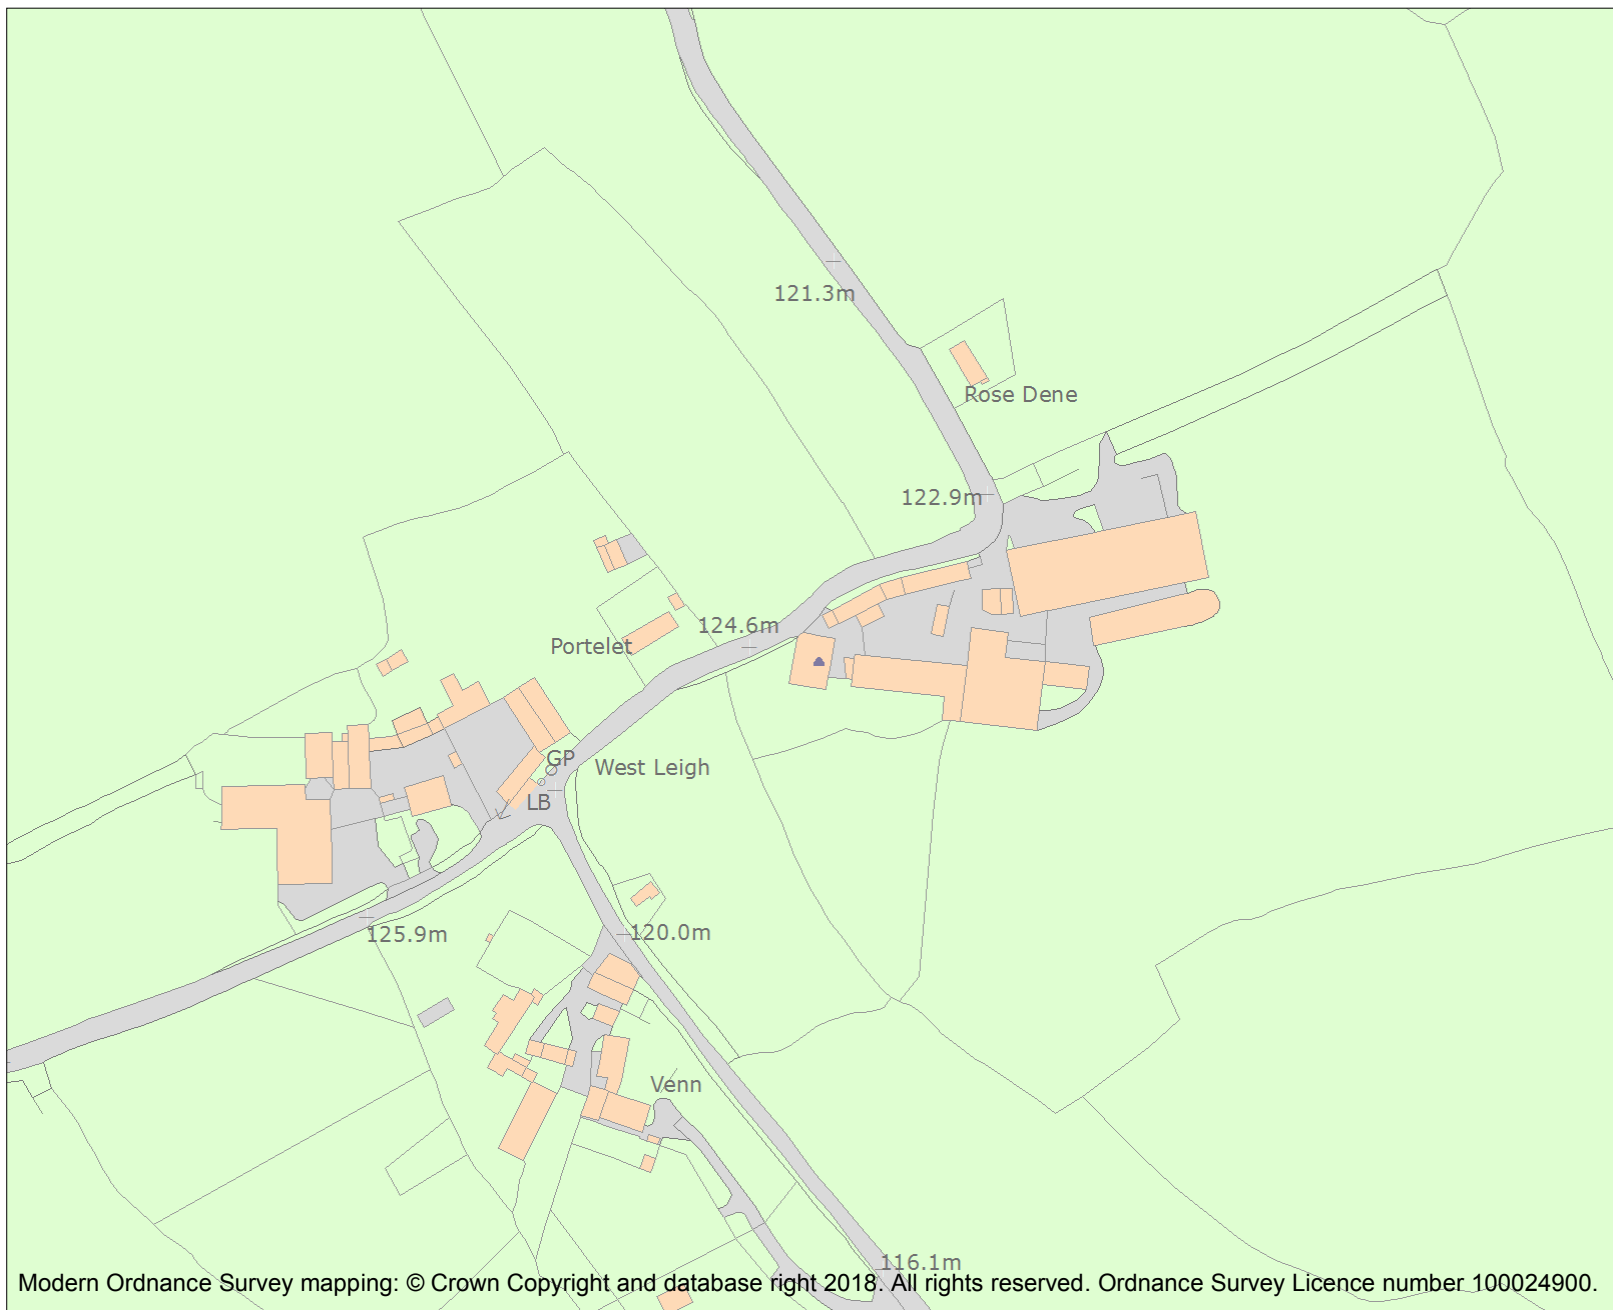 121.3m
Rose Dene
122.9m
124.6m
Portelet
GP
West Leigh
LB
125.9m
120.0m
Venn
116.1m
Modern Ordnance Survey mapping: © Crown Copyright and database right 2018. All rights reserved. Ordnance Survey Licence number 100024900.